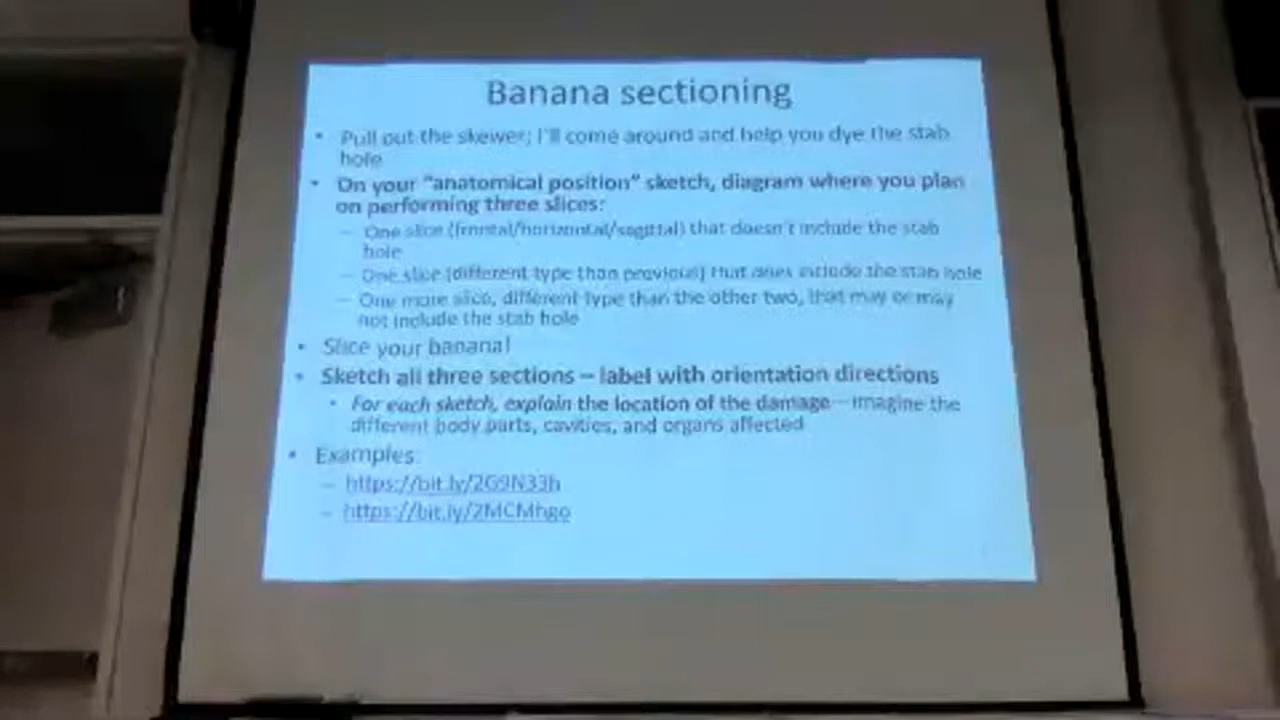 Banana sectioning
• Pull out the skewer; I'll come around and help you dye the stab
hole
• On your "anatomical position" sketch, diagram where you plan
on performing three slices:
– One slice (frontal/horizontal/sagittal) that doesn't include the stab
hole
– One slice (different type than previous) that does include the stab hole
– One more slice, different type than the other two, that may or may
not include the stab hole
• Slice your banana!
• Sketch all three sections – label with orientation directions
• For each sketch, explain the location of the damage – imagine the
different body parts, cavities, and organs affected
• Examples:
– https://bit.ly/2G9N33h
– https://bit.ly/2MCMhgo